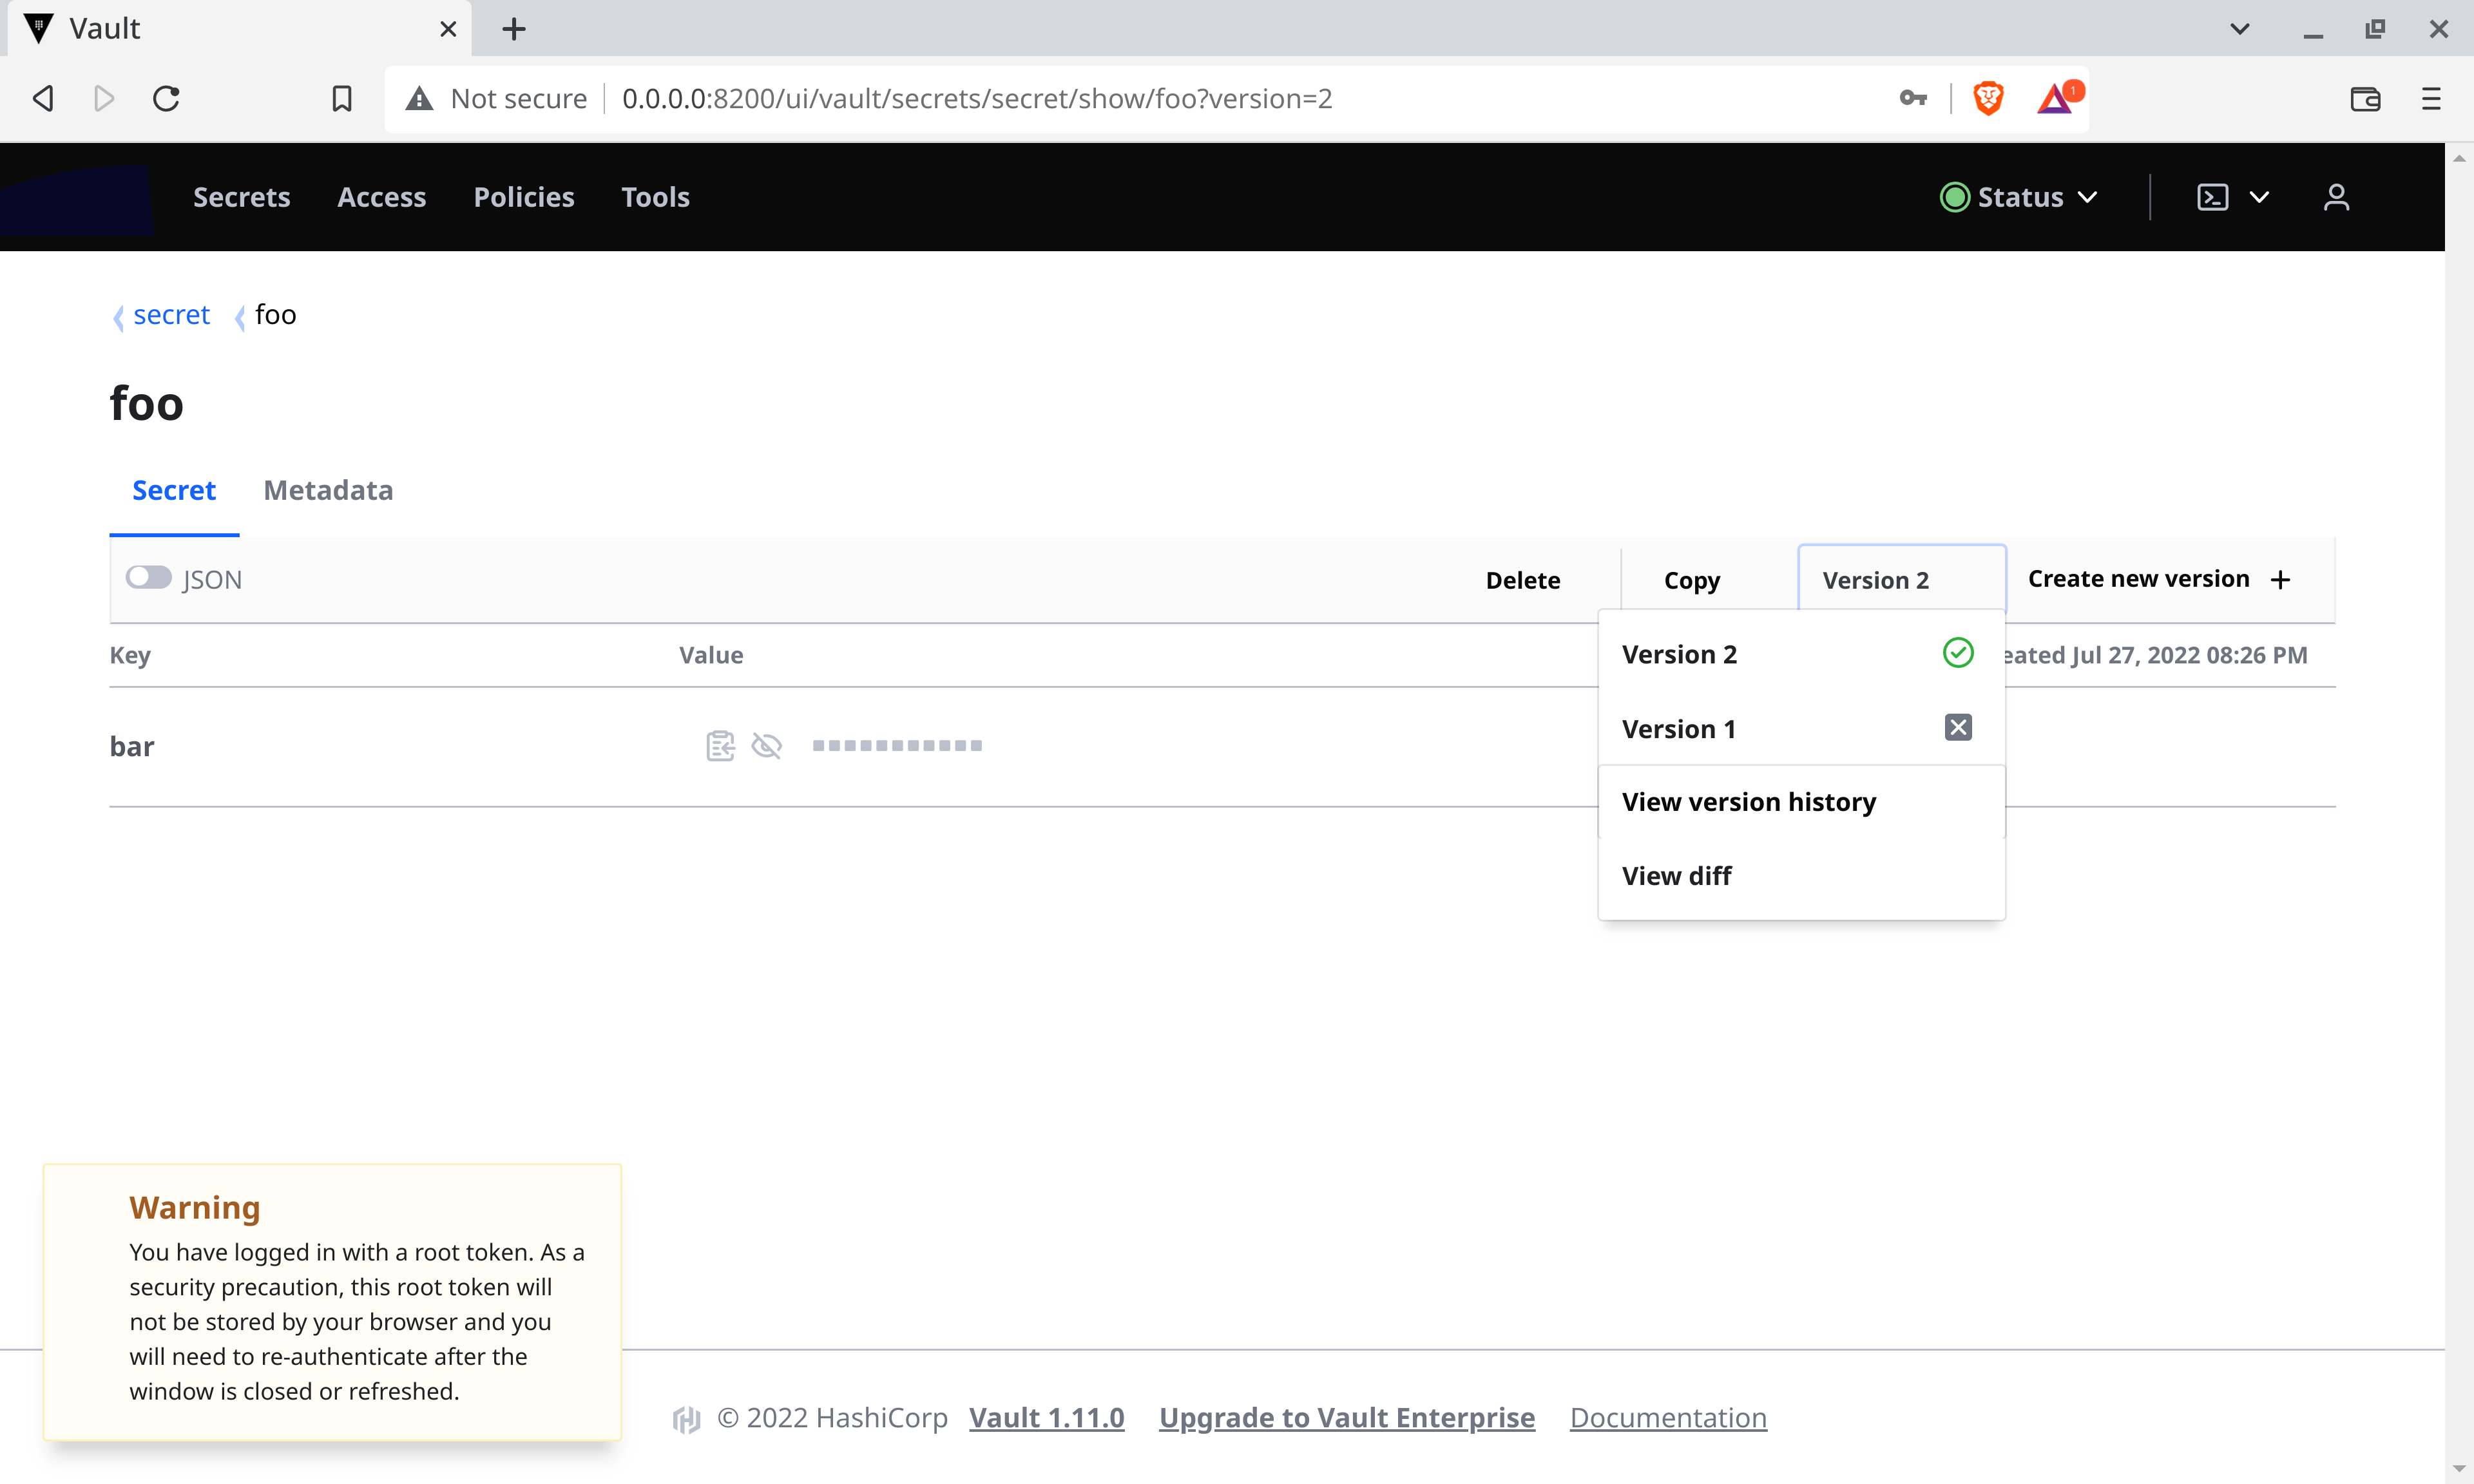 Vault
Not secure 0.0.0.0:8200/ui/vault/secrets/secret/show/foo?version=2
1
Secrets Access Policies Tools Status
secret foo
foo
Secret Metadata
JSON Delete Copy Version 2 Create new version +
Key Value eated Jul 27, 2022 08:26 PM
Version 2
bar
Version 1
View version history
View diff
Warning
You have logged in with a root token. As a
security precaution, this root token will
not be stored by your browser and you
will need to re-authenticate after the
window is closed or refreshed.
© 2022 HashiCorp Vault 1.11.0 Upgrade to Vault Enterprise Documentation